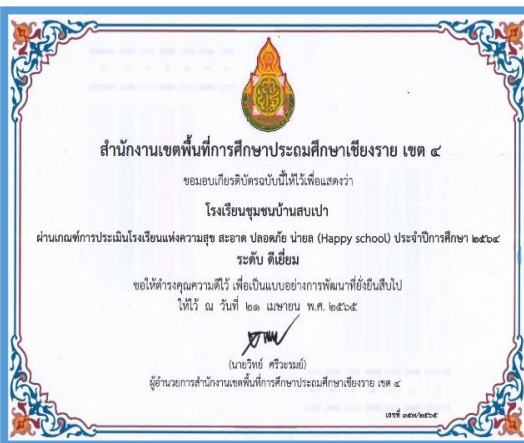 สำนักงานเขตพื้นที่การศึกษาประถมศึกษาเชียงราย เขต ๔
ขอมอบเกียรติบัตรฉบับนี้ให้ไว้เพื่อแสดงว่า
โรงเรียนชุมชนบ้านสบเปา
ผ่านเกณฑ์การประเมินโรงเรียนแห่งความสุข สะอาด ปลอดภัย น่ายล (Happy school) ประจำปีการศึกษา ๒๕๖๔
ระดับ ดีเยี่ยม
ขอให้ดำรงคุณความดีไว้ เพื่อเป็นแบบอย่างการพัฒนาที่ยั่งยืนสืบไป
ให้ไว้ ณ วันที่ ๒๑ เมษายน พ.ศ. ๒๕๖๕
(นายวิทย์ ศรีวะรมย์)
ผู้อำนวยการสำนักงานเขตพื้นที่การศึกษาประถมศึกษาเชียงราย เขต ๔
เลขที่